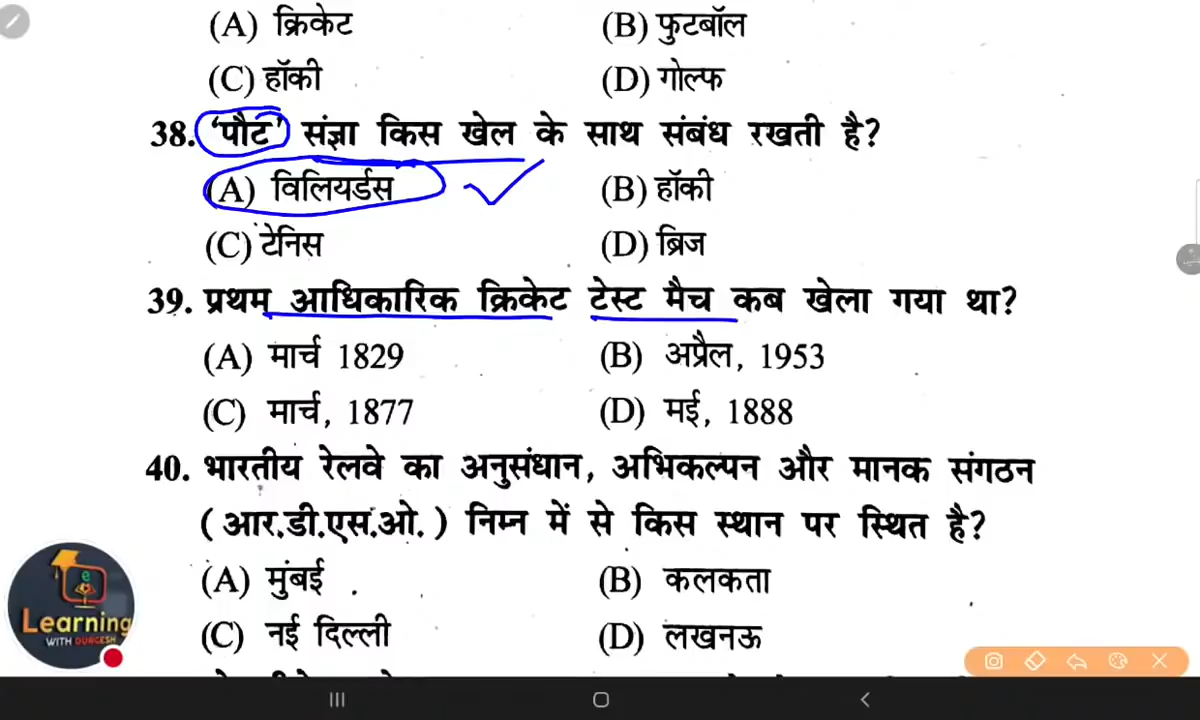 (A) क्रिकेट (B) फुटबॉल
(C) हॉकी (D) गोल्फ
38. 'पौट' संज्ञा किस खेल के साथ संबंध रखती है?
(A) विलियर्डस (B) हॉकी
(C) टेनिस (D) ब्रिज
39. प्रथम आधिकारिक क्रिकेट टेस्ट मैच कब खेला गया था?
(A) मार्च 1829 (B) अप्रैल, 1953
(C) मार्च, 1877 (D) मई, 1888
40. भारतीय रेलवे का अनुसंधान, अभिकल्पन और मानक संगठन
(आर.डी.एस.ओ.) निम्न में से किस स्थान पर स्थित है?
(A) मुंबई (B) कलकता
(C) नई दिल्ली (D) लखनऊ
e
Learning
WITH DURGESH